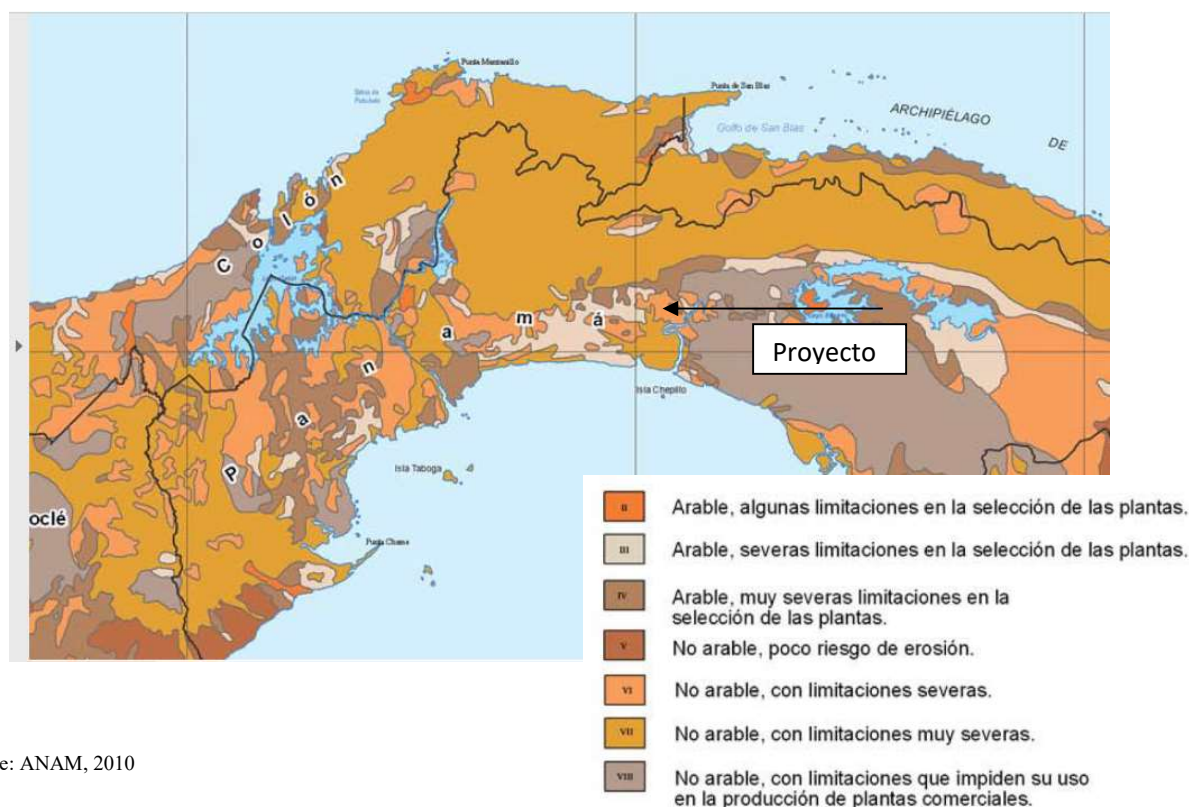 Punta Manzanillo
Punta de San Blas
ARCHIPIÉLAGO
DE
Golfo de San Blas
Colón
Panamá
Proyecto
Isla Chepillo
Isla Taboga
oclé
Punta Chame
II Arable, algunas limitaciones en la selección de las plantas.
III Arable, severas limitaciones en la selección de las plantas.
IV Arable, muy severas limitaciones en la
selección de las plantas.
V No arable, poco riesgo de erosión.
VI No arable, con limitaciones severas.
VII No arable, con limitaciones muy severas.
VIII No arable, con limitaciones que impiden su uso
en la producción de plantas comerciales.
e: ANAM, 2010